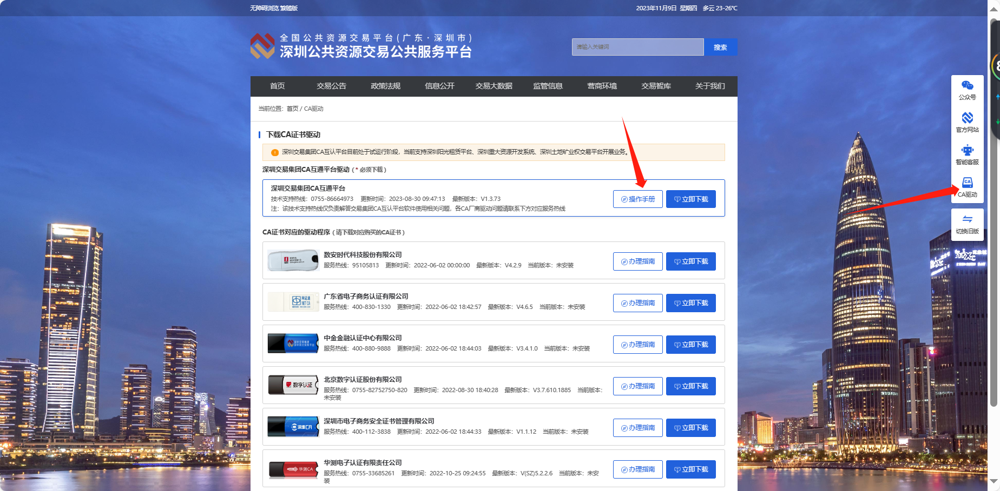 无障碍浏览 繁體版
2023年11月9日 星期四 多云 23-26℃
全国公共资源交易平台(广东·深圳市)
深圳公共资源交易公共服务平台
请输入关键词
搜索
首页 交易公告 政策法规 信息公开 交易大数据 监管信息 营商环境 交易智库 关于我们
当前位置：首页 / CA驱动
下载CA证书驱动
深圳交易集团CA互认平台目前处于试运行阶段，当前支持深圳阳光租赁平台、深圳重大资源开发系统、深圳土地矿业权交易平台开展业务。
深圳交易集团CA互通平台驱动（* 必须下载）
深圳交易集团CA互通平台
技术支持热线：0755-86664973 更新时间：2023-08-30 09:47:13 最新版本：V1.3.73
注：该技术支持热线仅负责解答交易集团CA互认平台软件使用相关问题，各CA厂商驱动问题请联系下方对应服务热线
操作手册 立即下载
CA证书对应的驱动程序（请下载对应购买的CA证书）
数安时代科技股份有限公司
服务热线：95105813 更新时间：2022-06-02 00:00:00 最新版本：V4.2.9 当前版本：未安装
办理指南 立即下载
网证通
NETCA
广东省电子商务认证有限公司
服务热线：400-830-1330 更新时间：2022-06-02 18:42:57 最新版本：V4.6.5 当前版本：未安装
办理指南 立即下载
中金金融认证中心有限公司
服务热线：400-880-9888 更新时间：2022-06-02 18:44:03 最新版本：V3.4.1.0 当前版本：未安装
办理指南 立即下载
数字认证
北京数字认证股份有限公司
服务热线：0755-82752750-820 更新时间：2022-08-30 18:40:28 最新版本：V3.7.610.1885 当前版本：
未安装
办理指南 立即下载
深圳CA
深圳市电子商务安全证书管理有限公司
服务热线：400-112-3838 更新时间：2022-06-02 18:44:33 最新版本：V1.1.12 当前版本：未安装
办理指南 立即下载
华测CA
华测电子认证有限责任公司
服务热线：0755-33685261 更新时间：2022-10-25 09:24:55 最新版本：V(SZ)5.2.2.6 当前版本：未安
装
办理指南 立即下载
公众号
官方网站
智能客服
CA
CA驱动
切换旧版